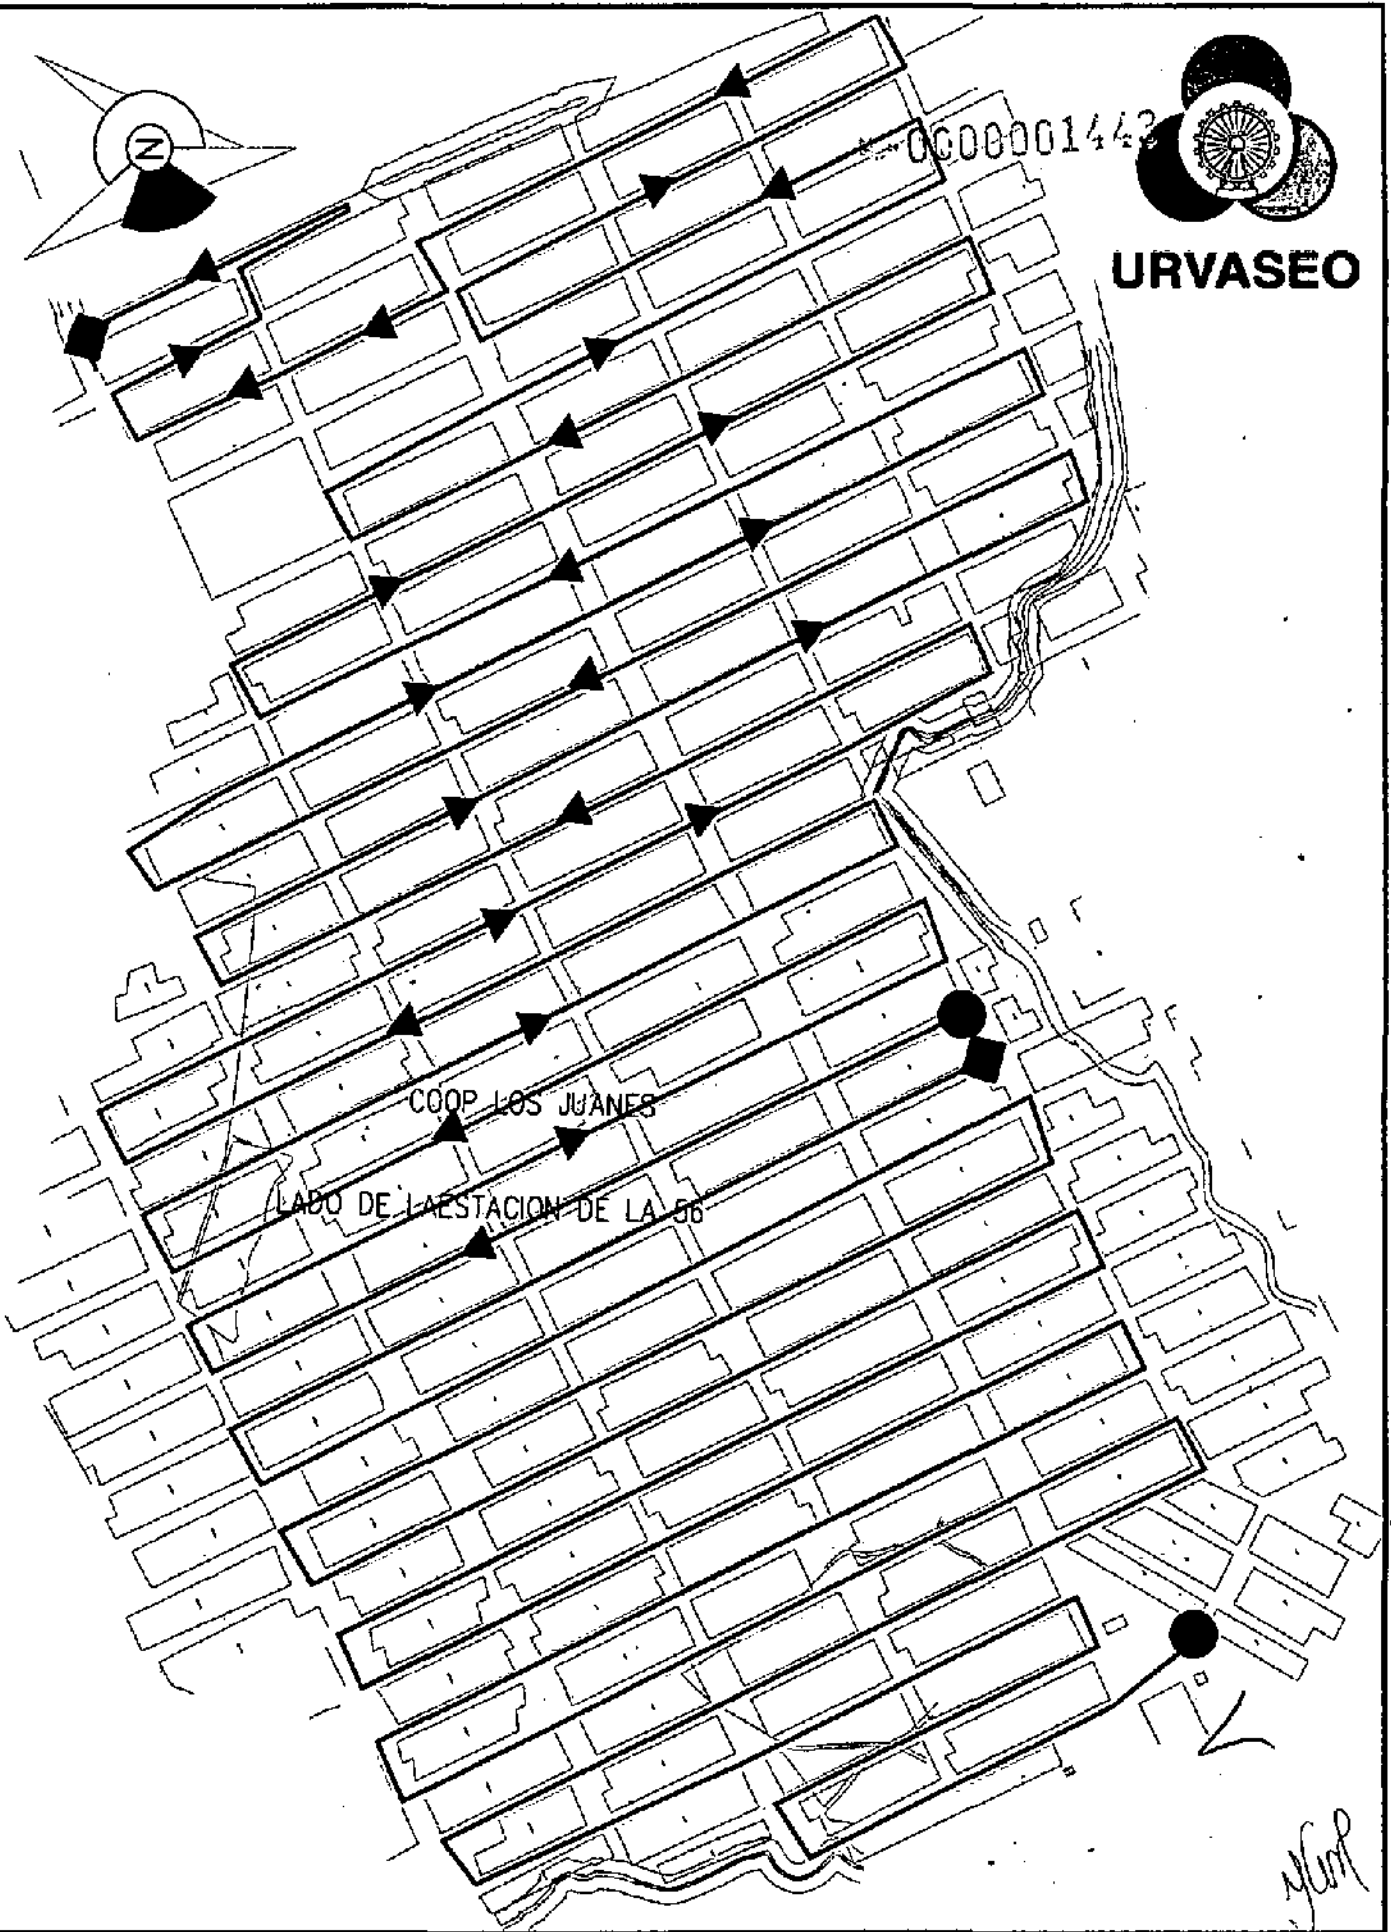 N
0000001443
URVASEO
COOP LOS JUANES
LADO DE LAESTACION DE LA 56